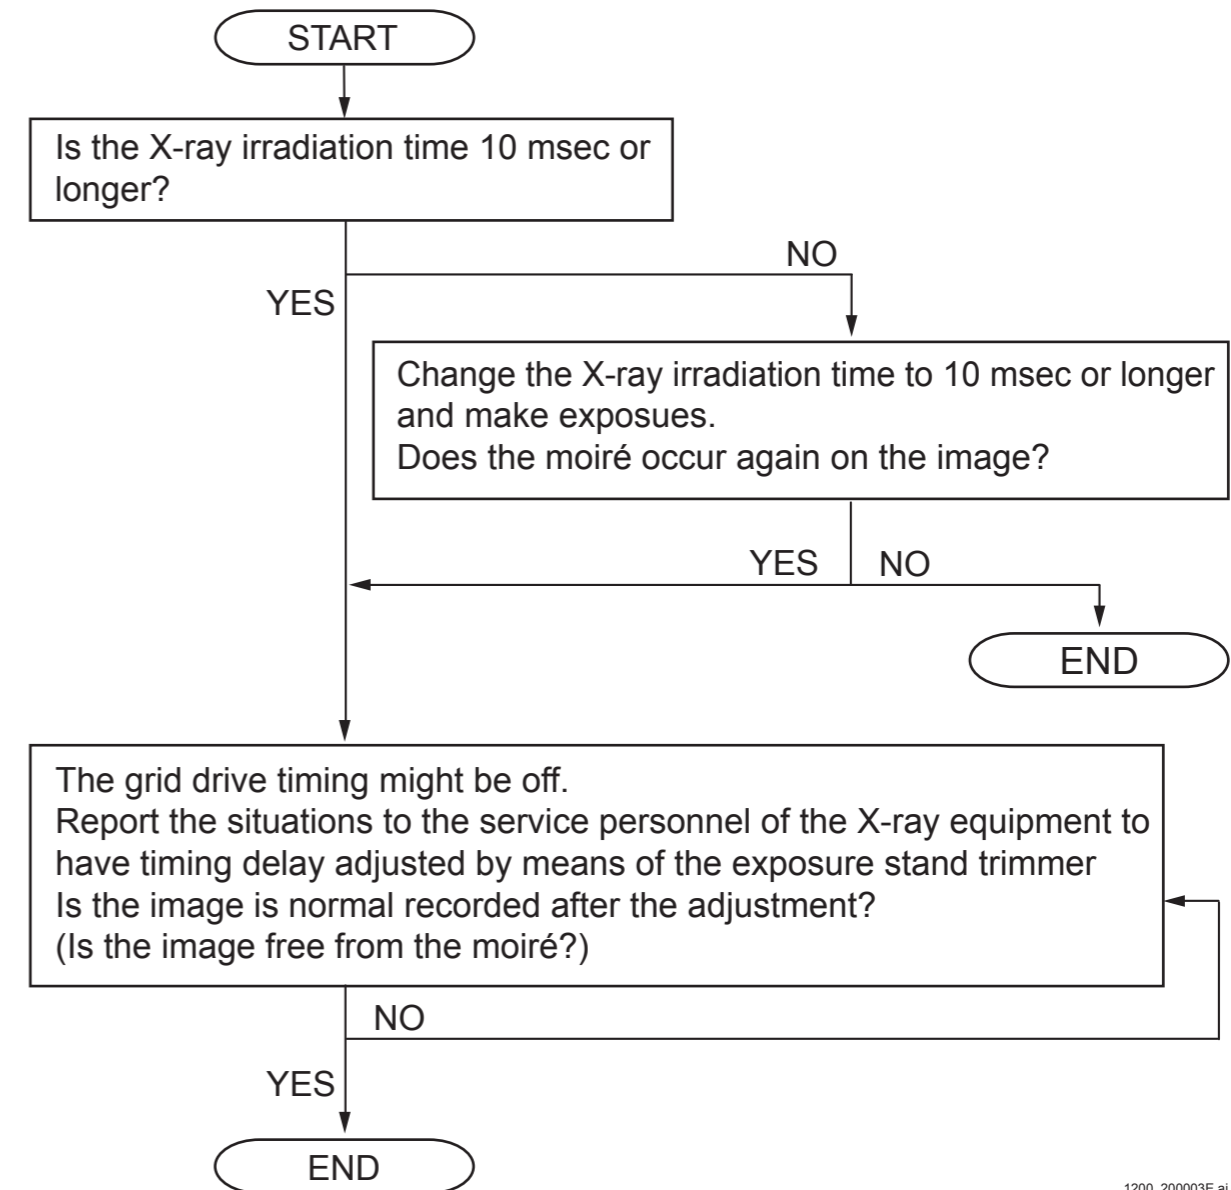 START
Is the X-ray irradiation time 10 msec or
longer?
NO
YES
Change the X-ray irradiation time to 10 msec or longer
and make exposues.
Does the moiré occur again on the image?
YES
NO
END
The grid drive timing might be off.
Report the situations to the service personnel of the X-ray equipment to
have timing delay adjusted by means of the exposure stand trimmer
Is the image is normal recorded after the adjustment?
(Is the image free from the moiré?)
NO
YES
END
1200_200003E.ai